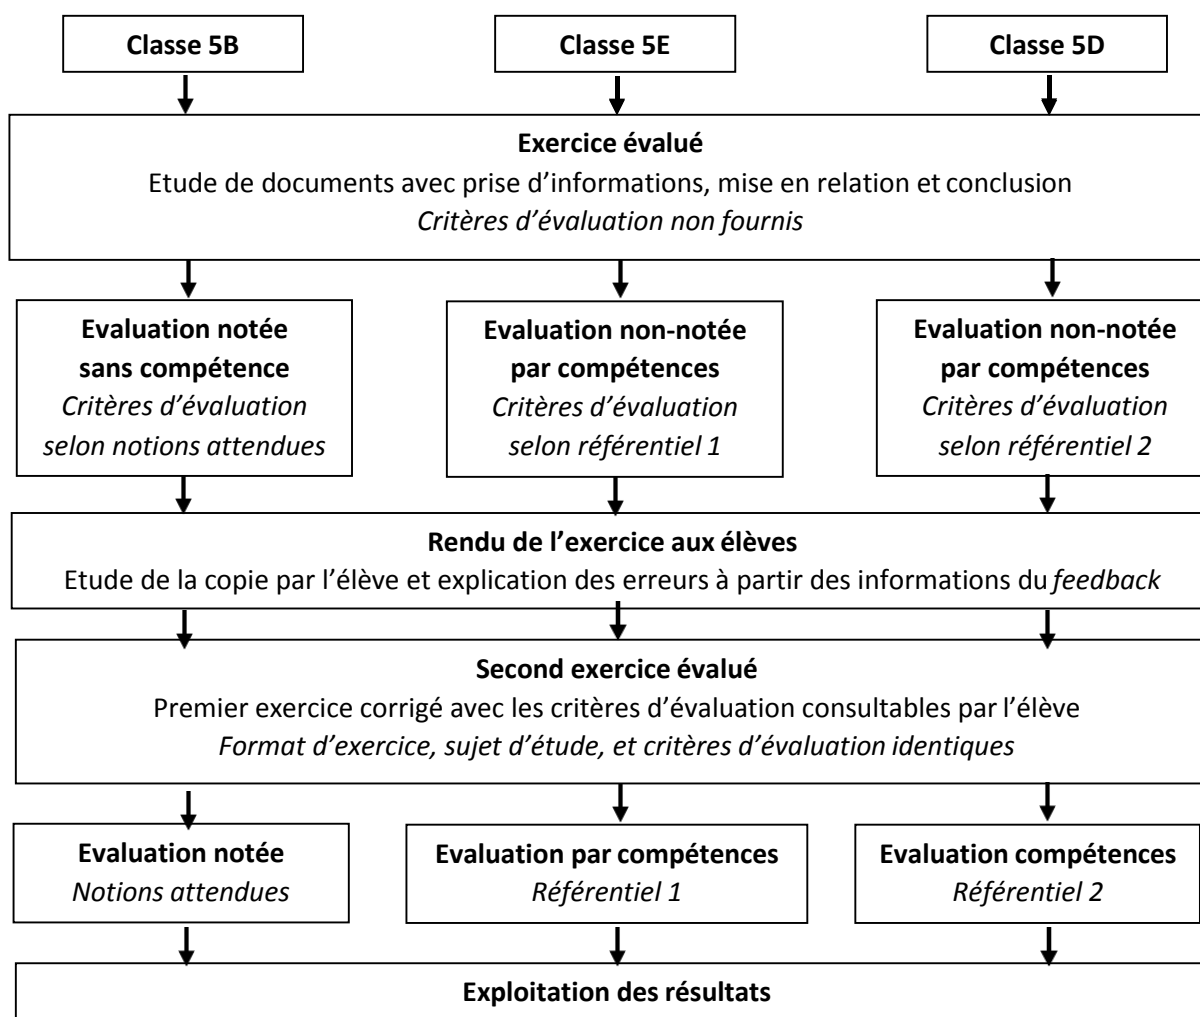 Classe 5B
Classe 5E
Classe 5D
Exercice évalué
Etude de documents avec prise d'informations, mise en relation et conclusion
Critères d'évaluation non fournis
Evaluation notée
sans compétence
Critères d'évaluation
selon notions attendues
Evaluation non-notée
par compétences
Critères d'évaluation
selon référentiel 1
Evaluation non-notée
par compétences
Critères d'évaluation
selon référentiel 2
Rendu de l'exercice aux élèves
Etude de la copie par l'élève et explication des erreurs à partir des informations du feedback
Second exercice évalué
Premier exercice corrigé avec les critères d'évaluation consultables par l'élève
Format d'exercice, sujet d'étude, et critères d'évaluation identiques
Evaluation notée
Notions attendues
Evaluation par compétences
Référentiel 1
Evaluation compétences
Référentiel 2
Exploitation des résultats